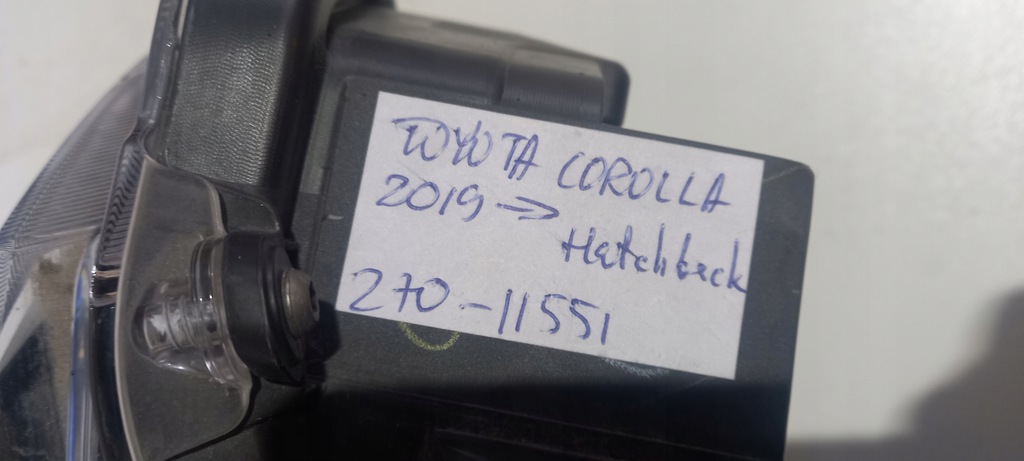 TOYOTA COROLLA
2019 →
Hatchback
270-11551